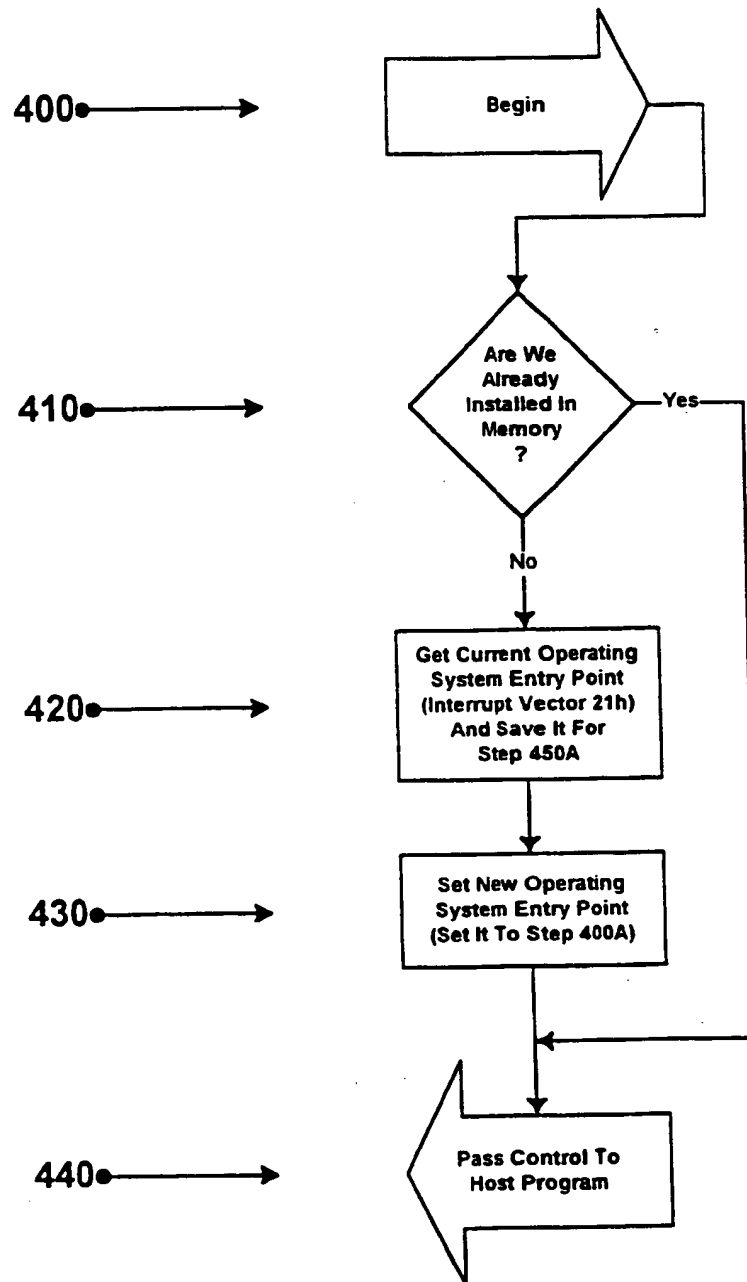 400
Begin
410
Are We
Already
Installed In
Memory
?
Yes
No
420
Get Current Operating
System Entry Point
(Interrupt Vector 21h)
And Save It For
Step 450A
430
Set New Operating
System Entry Point
(Set It To Step 400A)
440
Pass Control To
Host Program